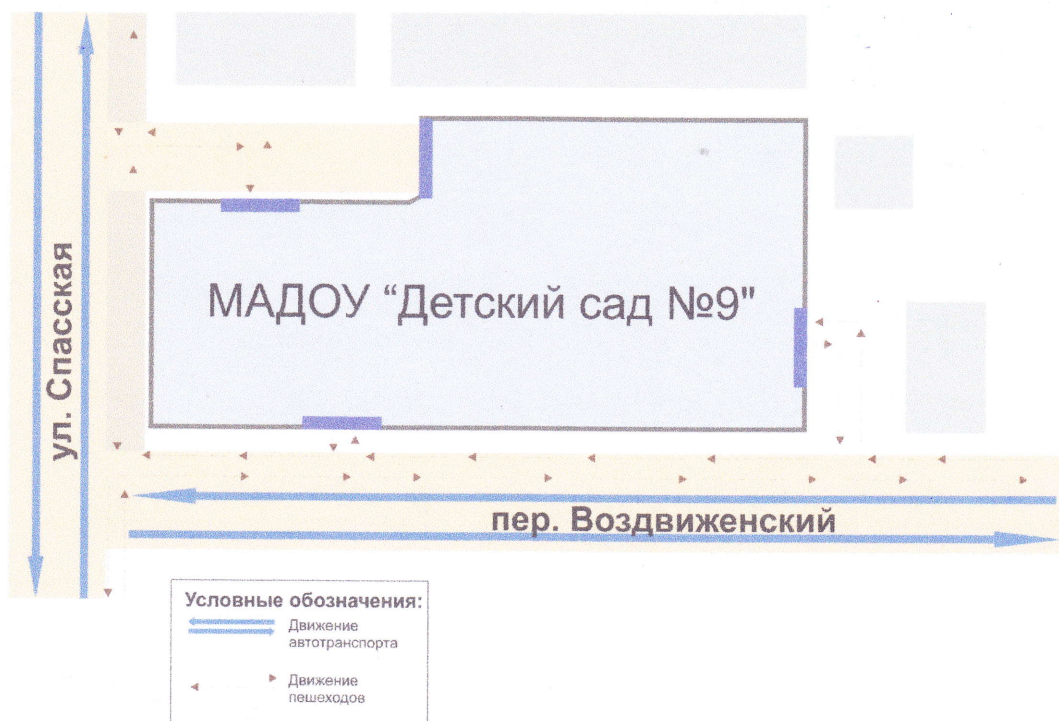 ул. Спасская
МАДОУ “Детский сад №9"
пер. Воздвиженский
Условные обозначения:
Движение
автотранспорта
Движение
пешеходов